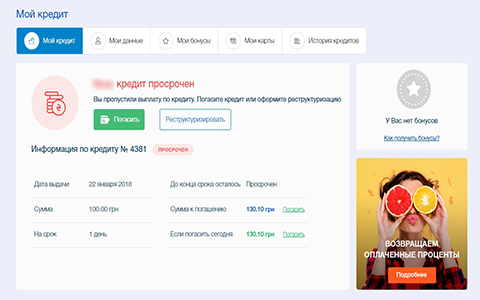 Мой кредит
Мой кредит
Мои данные
Мои бонусы
Мои карты
История кредитов
кредит просрочен
Вы пропустили выплату по кредиту. Погасите кредит или оформите реструктуризацию
Погасить
Реструктуризировать
Информация по кредиту № 4381
ПРОСРОЧЕН
Дата выдачи 22 января 2018 До конца срока осталось Просрочен
Сумма 100.00 грн Сумма к погашению 130.10 грн Погасить
На срок 1 день Если погасить сегодня 130.10 грн Погасить
У Вас нет бонусов
Как получить бонусы?
ВОЗВРАЩАЕМ
ОПЛАЧЕННЫЕ ПРОЦЕНТЫ
Подробнее